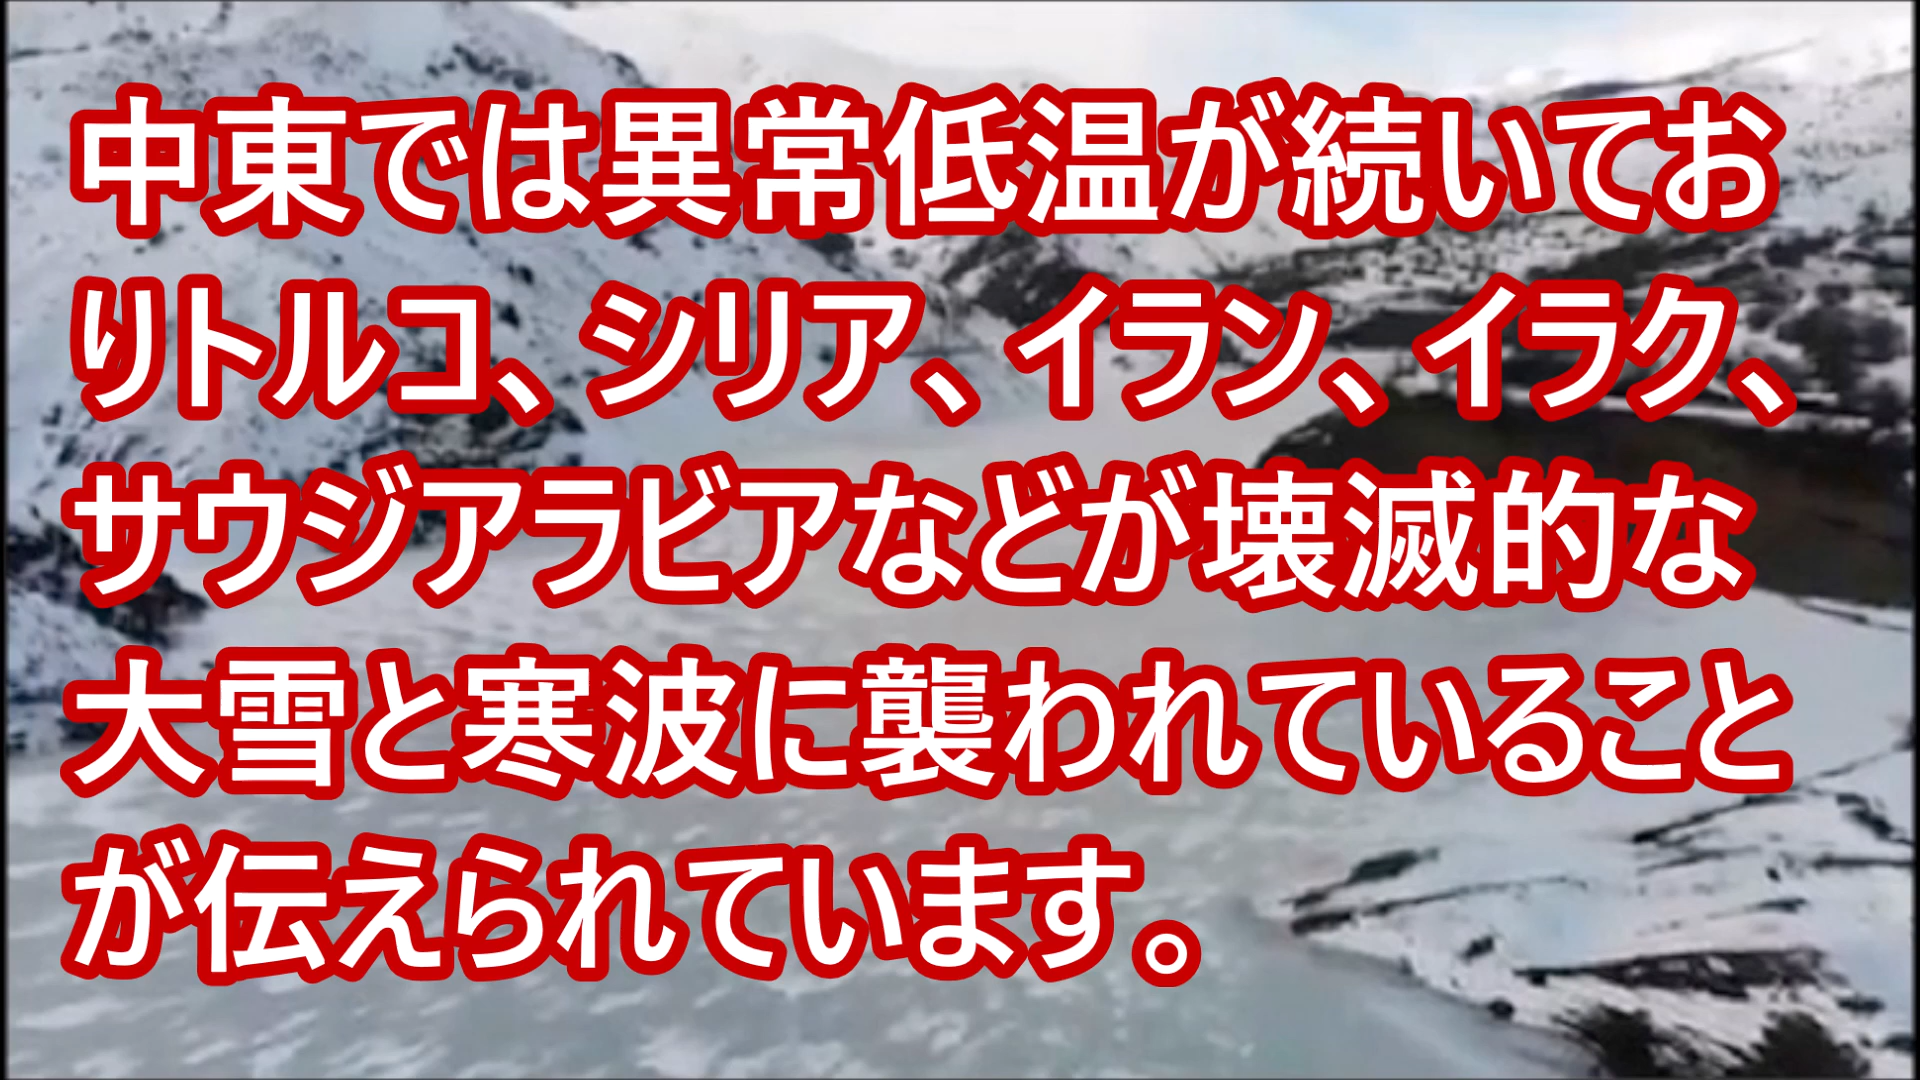 中東では異常低温が続いてお
りトルコ、シリア、イラン、イラク、
サウジアラビアなどが壊滅的な
大雪と寒波に襲われていること
が伝えられています。